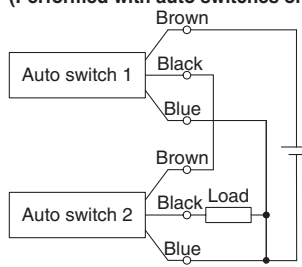 Brown
Black
Auto switch 1
Blue
Brown
Black Load
Auto switch 2
Blue